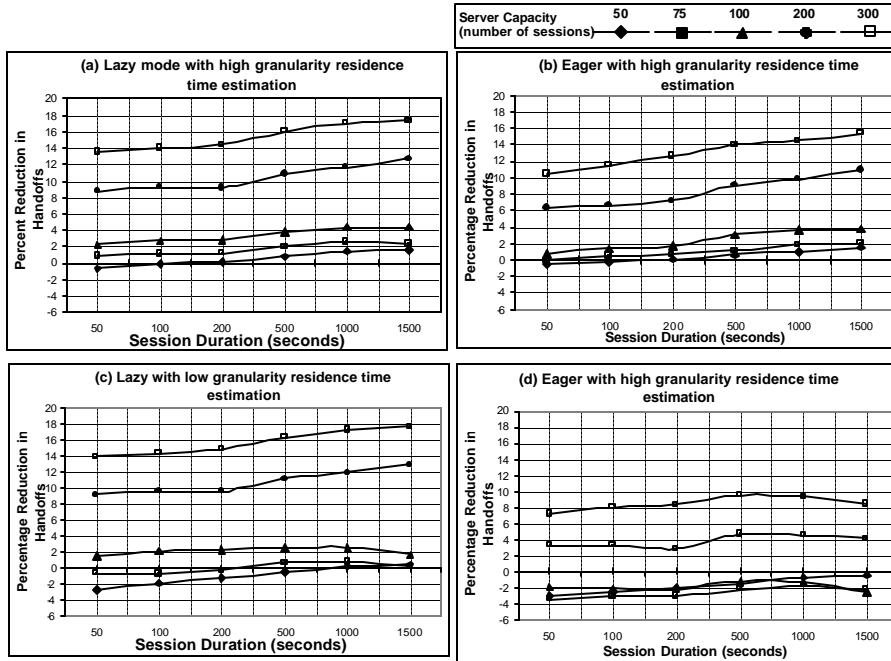 Server Capacity 50 75 100 200 300
(number of sessions)
(a) Lazy mode with high granularity residence
time estimation
Percent Reduction in
Handoffs
20
18
16
14
12
10
8
6
4
2
0
-2
-4
-6
50 100 200 500 1000 1500
Session Duration (seconds)
(b) Eager with high granularity residence time
estimation
Percentage Reduction in
Handoffs
20
18
16
14
12
10
8
6
4
2
0
-2
-4
-6
50 100 200 500 1000 1500
Session Duration (seconds)
(c) Lazy with low granularity residence time
estimation
Percentage Reduction in
Handoffs
20
18
16
14
12
10
8
6
4
2
0
-2
-4
-6
50 100 200 500 1000 1500
Session Duration (seconds)
(d) Eager with high granularity residence time
estimation
Percentage Reduction in
Handoffs
20
18
16
14
12
10
8
6
4
2
0
-2
-4
-6
50 100 200 500 1000 1500
Session Duration (seconds)